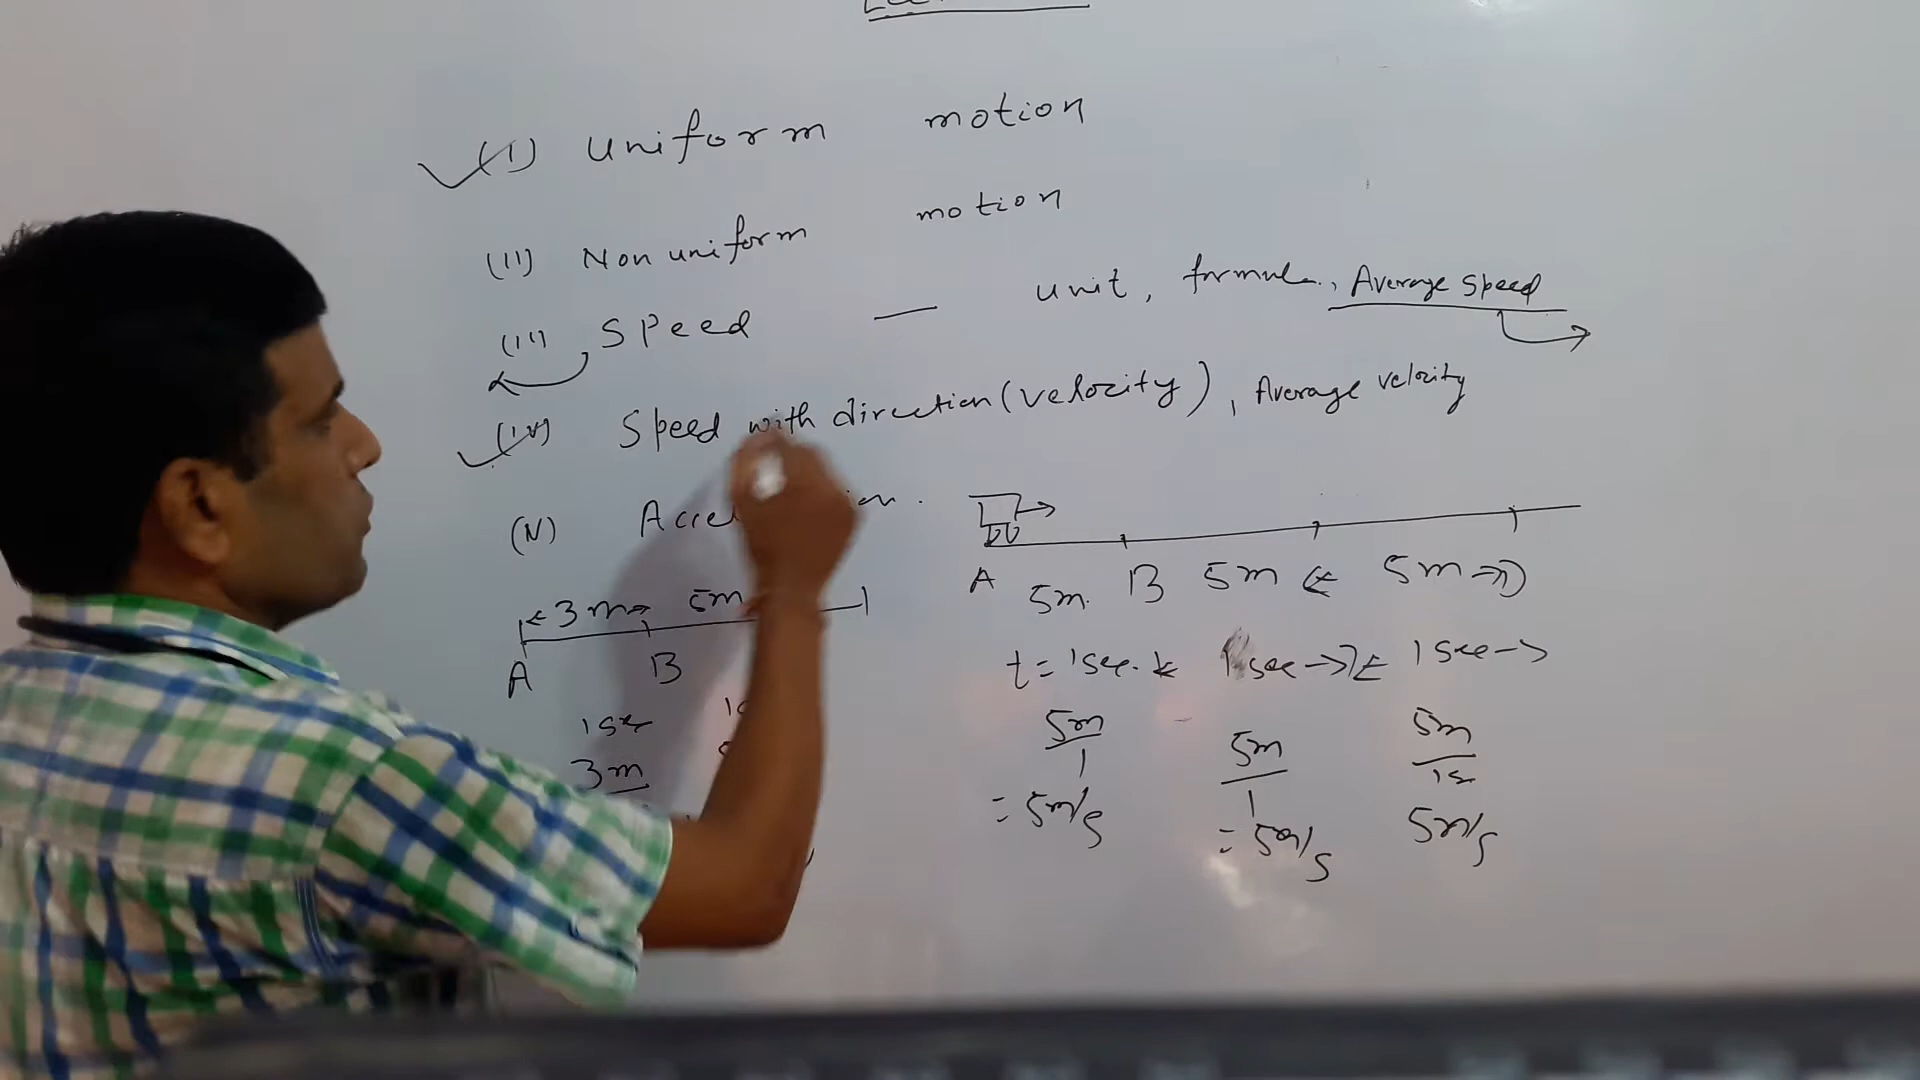 (I) uniform motion
(II) Non uniform motion
(III) Speed — unit, formula, Average Speed
(IV) Speed with direction (velocity), Average velocity
(V)
A 5m. B 5m 5m
← 3m → 5m
A B
t = 1sec. 1sec → 1sec →
1sec
3m
5m/1 5m/1 5m/1s
= 5m/s = 5m/s 5m/s